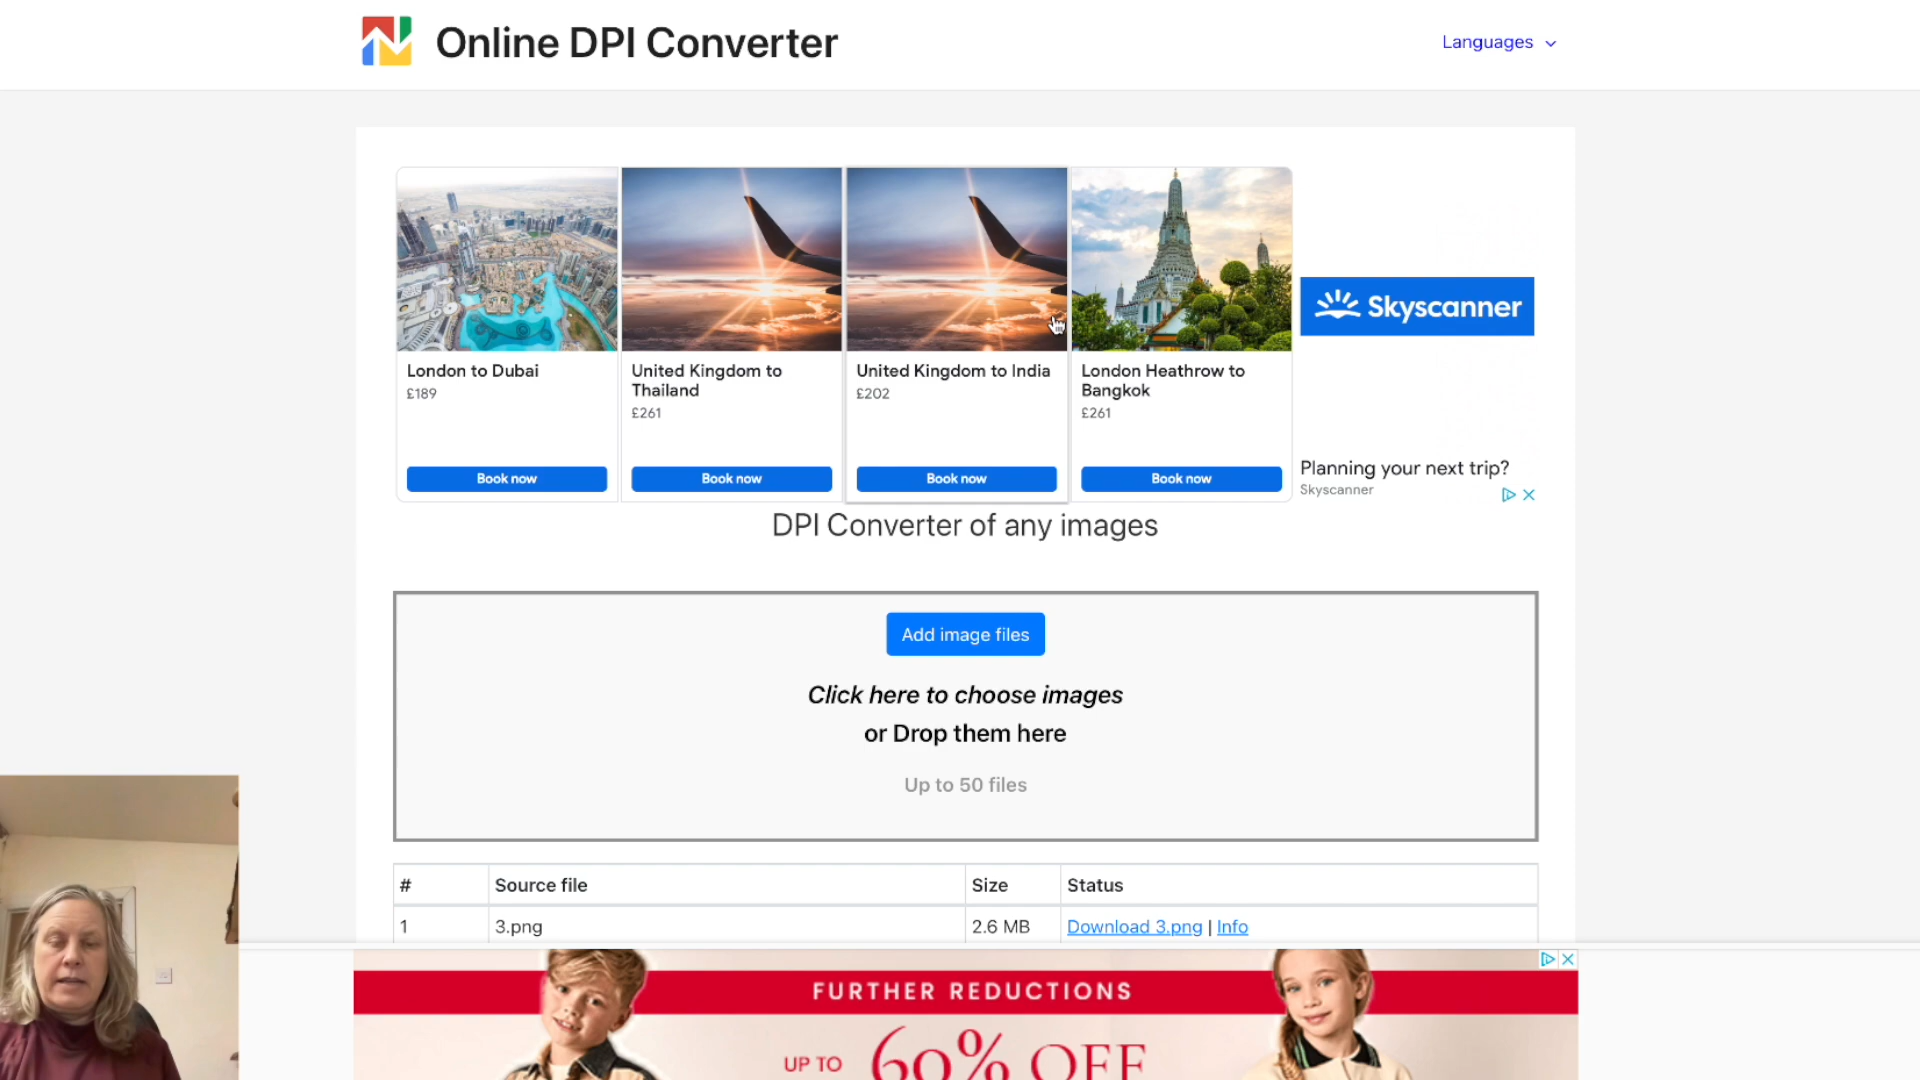 Online DPI Converter
Languages
London to Dubai
£189
Book now
United Kingdom to
Thailand
£261
Book now
United Kingdom to India
£202
Book now
London Heathrow to
Bangkok
£261
Book now
Skyscanner
Planning your next trip?
Skyscanner
DPI Converter of any images
Add image files
Click here to choose images
or Drop them here
Up to 50 files
# Source file Size Status
1 3.png 2.6 MB Download 3.png | Info
FURTHER REDUCTIONS
UP TO 60% OFF